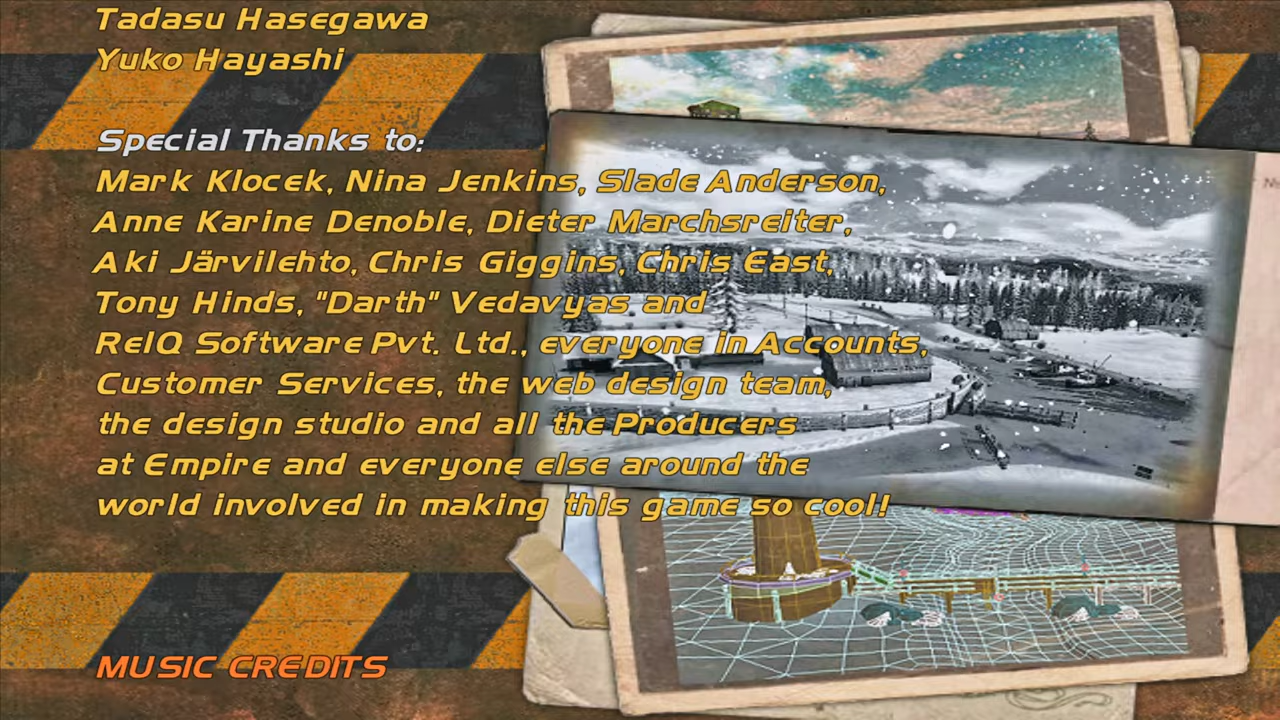 Tadasu Hasegawa
Yuko Hayashi
Special Thanks to:
Mark Klocek, Nina Jenkins, Slade Anderson,
Anne Karine Denoble, Dieter Marchsreiter,
Aki Järvilehto, Chris Giggins, Chris East,
Tony Hinds, "Darth" Vedavyas and
RelQ Software Pvt. Ltd., everyone in Accounts,
Customer Services, the web design team,
the design studio and all the Producers
at Empire and everyone else around the
world involved in making this game so cool!
MUSIC CREDITS